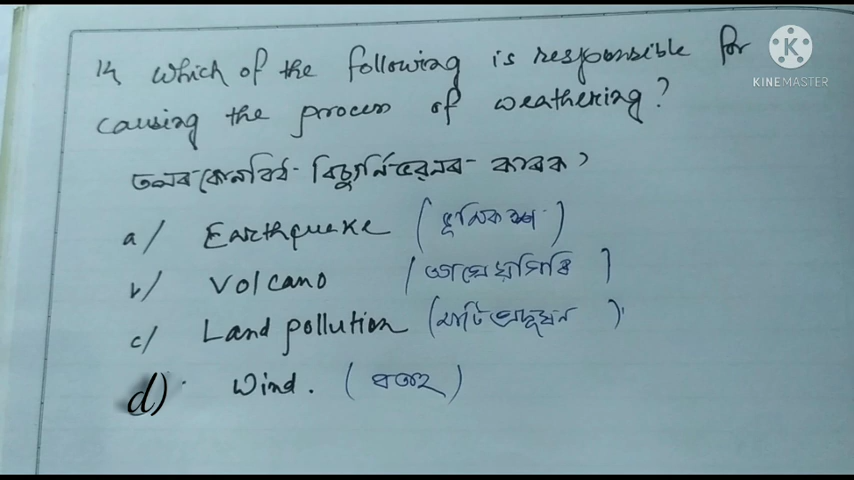 14 Which of the following is responsible for
causing the process of weathering?
তলৰ কোনবিধ বিচুৰ্নিভৱনৰ কাৰক ?
a/ Earthquake (ভূমিকম্প)
b/ Volcano (আগ্নেয়গিৰি)
c/ Land pollution (মাটি প্ৰদূষন)
d) Wind. (বতাহ)
K
KINEMASTER